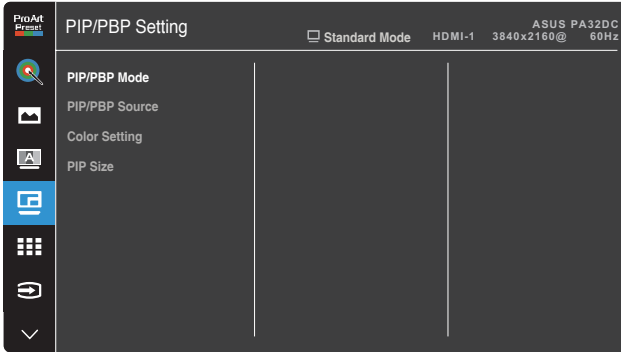 ProArt
Preset
PIP/PBP Setting
Standard Mode HDMI-1 3840x2160@ 60Hz
ASUS PA32DC
PIP/PBP Mode
PIP/PBP Source
Color Setting
PIP Size
A